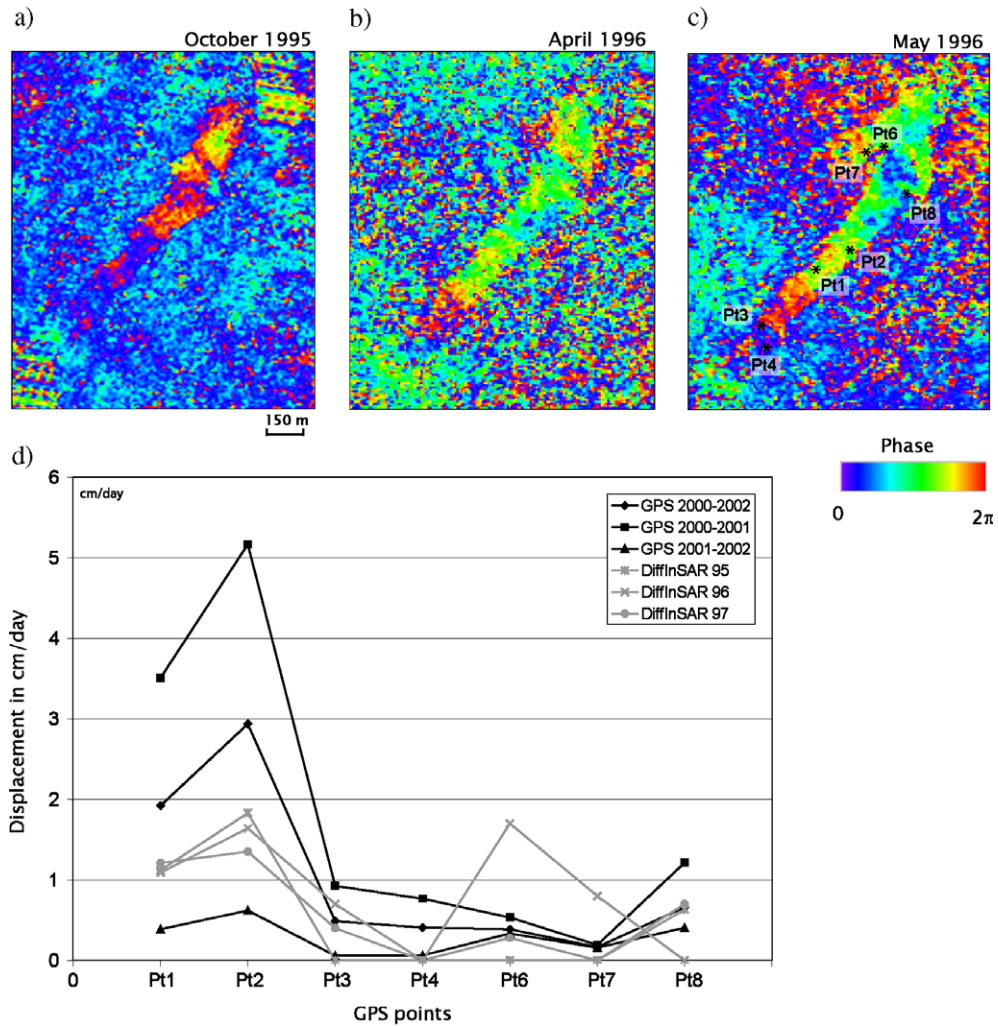 a)
October 1995
b)
April 1996
c)
May 1996
Pt6
Pt7
Pt8
Pt2
Pt1
Pt3
Pt4
150 m
Phase
0
2π
d)
6
5
4
3
2
1
0
cm/day
Displacement in cm/day
GPS 2000-2002
GPS 2000-2001
GPS 2001-2002
DiffInSAR 95
DiffInSAR 96
DiffInSAR 97
0 Pt1 Pt2 Pt3 Pt4 Pt6 Pt7 Pt8
GPS points